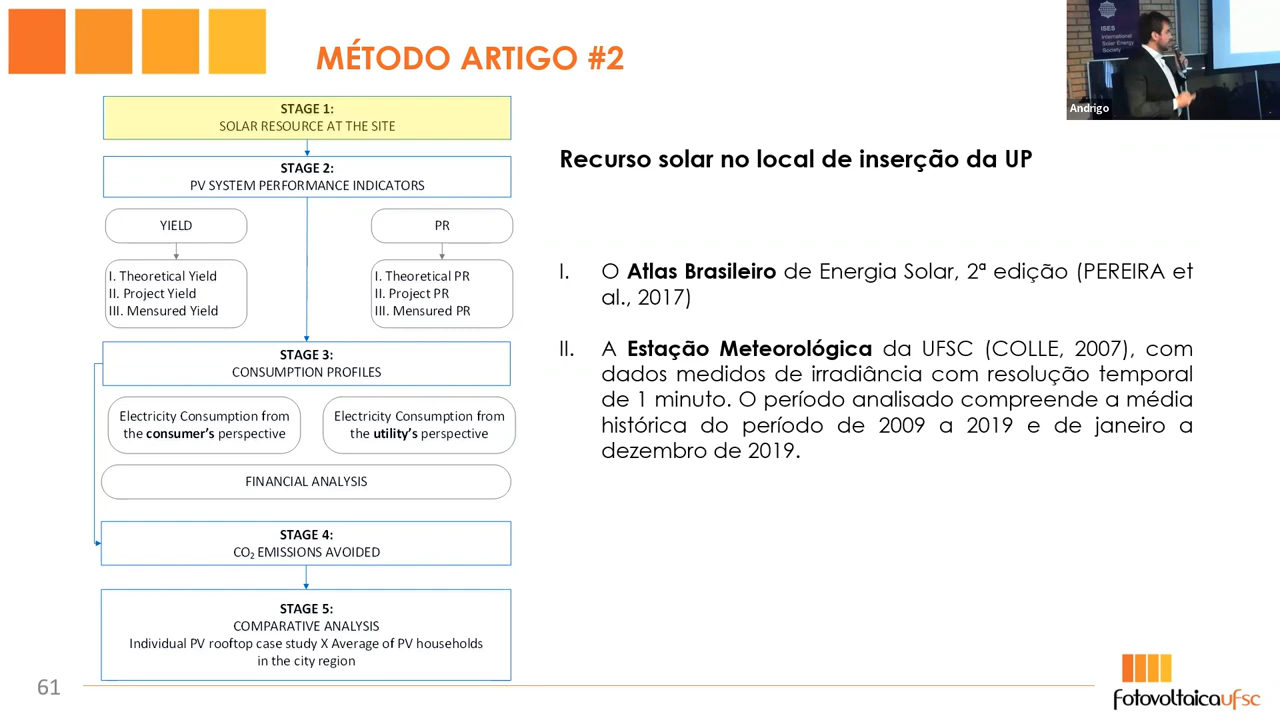 MÉTODO ARTIGO #2
ISES
International
Solar Energy
Society
Andrigo
STAGE 1:
SOLAR RESOURCE AT THE SITE
STAGE 2:
PV SYSTEM PERFORMANCE INDICATORS
YIELD
PR
I. Theoretical Yield
II. Project Yield
III. Mensured Yield
I. Theoretical PR
II. Project PR
III. Mensured PR
STAGE 3:
CONSUMPTION PROFILES
Electricity Consumption from
the consumer's perspective
Electricity Consumption from
the utility's perspective
FINANCIAL ANALYSIS
STAGE 4:
CO2 EMISSIONS AVOIDED
STAGE 5:
COMPARATIVE ANALYSIS
Individual PV rooftop case study X Average of PV households
in the city region
Recurso solar no local de inserção da UP
I. O Atlas Brasileiro de Energia Solar, 2ª edição (PEREIRA et
al., 2017)
II. A Estação Meteorológica da UFSC (COLLE, 2007), com
dados medidos de irradiância com resolução temporal
de 1 minuto. O período analisado compreende a média
histórica do período de 2009 a 2019 e de janeiro a
dezembro de 2019.
61
fotovoltaicaufsc